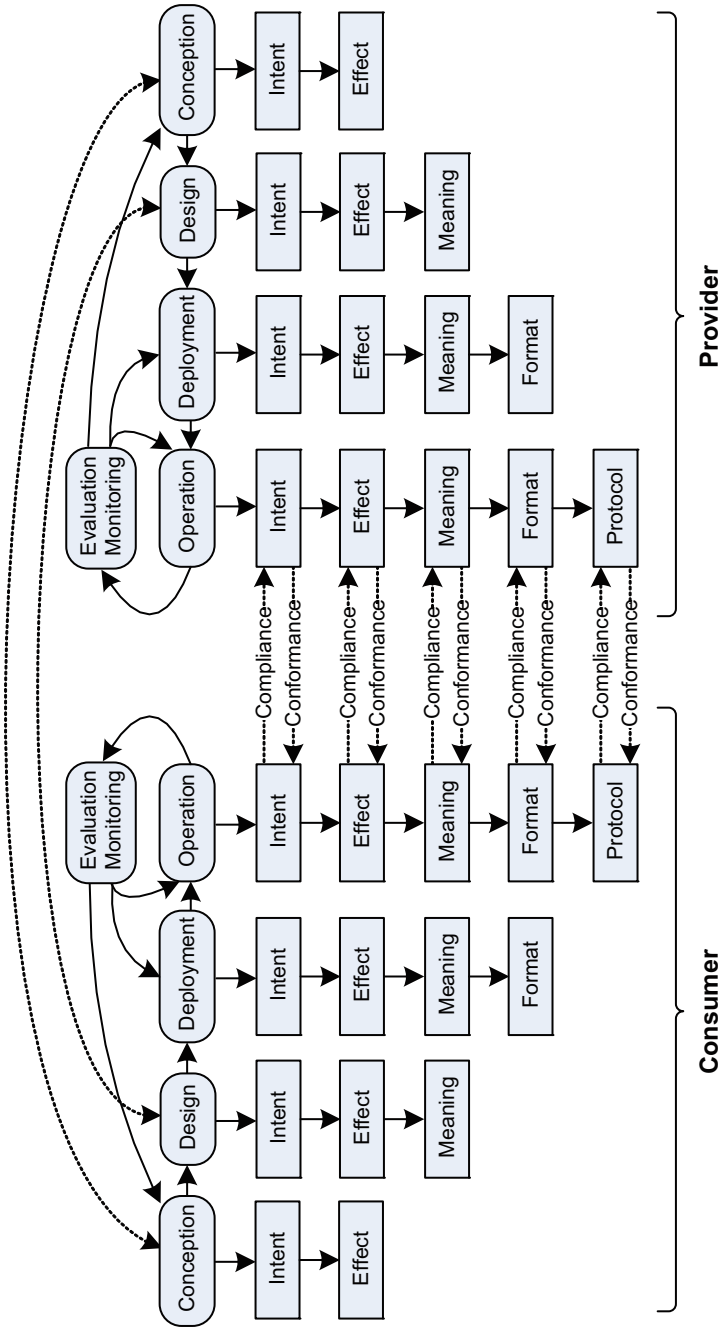 Evaluation
Monitoring
Evaluation
Monitoring
Conception
Design
Deployment
Operation
Operation
Deployment
Design
Conception
Intent
Intent
Intent
Intent
Compliance
Conformance
Intent
Intent
Intent
Intent
Effect
Effect
Effect
Effect
Compliance
Conformance
Effect
Effect
Effect
Effect
Meaning
Meaning
Meaning
Compliance
Conformance
Meaning
Meaning
Meaning
Format
Format
Compliance
Conformance
Format
Format
Protocol
Compliance
Conformance
Protocol
Consumer
Provider